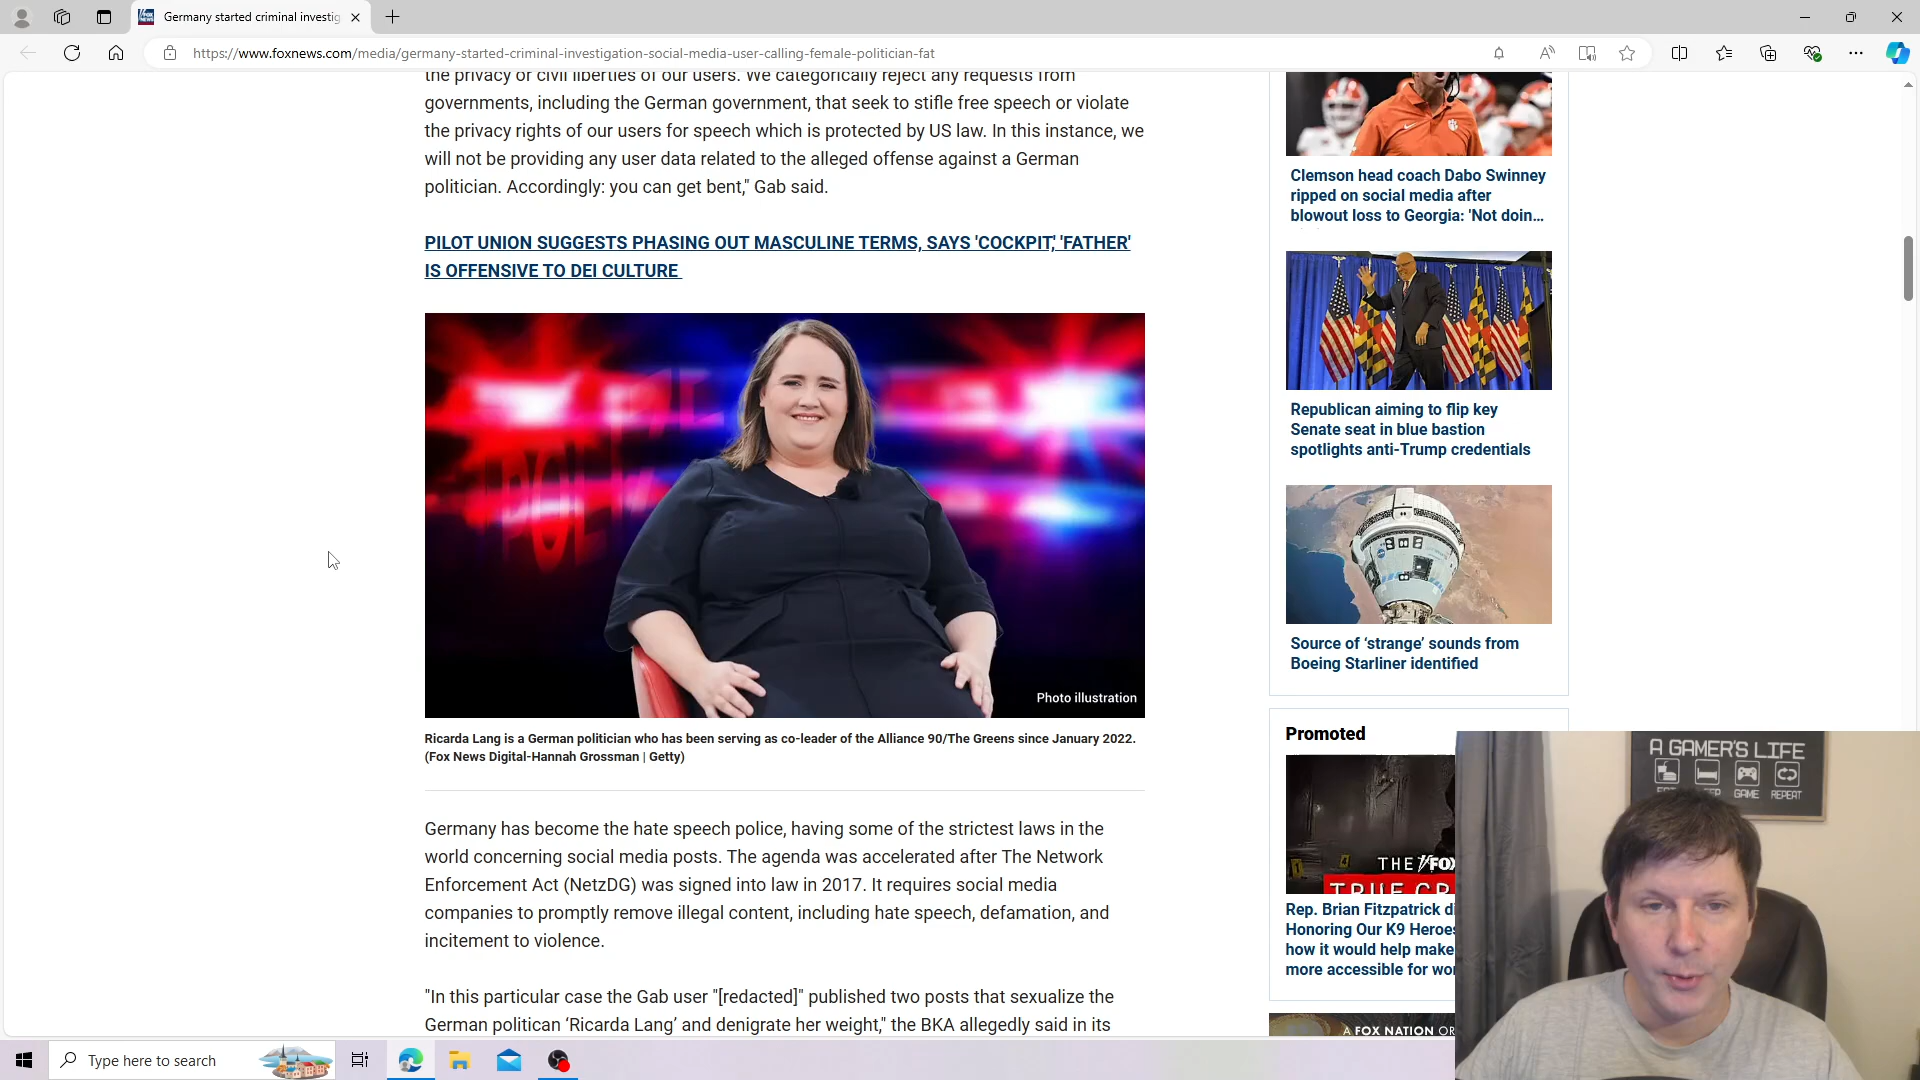 Germany started criminal investig
https://www.foxnews.com/media/germany-started-criminal-investigation-social-media-user-calling-female-politician-fat
the privacy or civil liberties of our users. We categorically reject any requests from
governments, including the German government, that seek to stifle free speech or violate
the privacy rights of our users for speech which is protected by US law. In this instance, we
will not be providing any user data related to the alleged offense against a German
politician. Accordingly: you can get bent," Gab said.
PILOT UNION SUGGESTS PHASING OUT MASCULINE TERMS, SAYS 'COCKPIT,' 'FATHER'
IS OFFENSIVE TO DEI CULTURE
Photo illustration
Ricarda Lang is a German politician who has been serving as co-leader of the Alliance 90/The Greens since January 2022.
(Fox News Digital-Hannah Grossman | Getty)
Germany has become the hate speech police, having some of the strictest laws in the
world concerning social media posts. The agenda was accelerated after The Network
Enforcement Act (NetzDG) was signed into law in 2017. It requires social media
companies to promptly remove illegal content, including hate speech, defamation, and
incitement to violence.
"In this particular case the Gab user "[redacted]" published two posts that sexualize the
German politican ‘Ricarda Lang’ and denigrate her weight," the BKA allegedly said in its
Clemson head coach Dabo Swinney
ripped on social media after
blowout loss to Georgia: 'Not doin…
Republican aiming to flip key
Senate seat in blue bastion
spotlights anti-Trump credentials
Source of ‘strange’ sounds from
Boeing Starliner identified
Promoted
THE FOX
TRUE CR
Rep. Brian Fitzpatrick di
Honoring Our K9 Heroes
how it would help make
more accessible for wor
A FOX NATION OR
A GAMER'S LIFE
GAME REPEAT
Type here to search